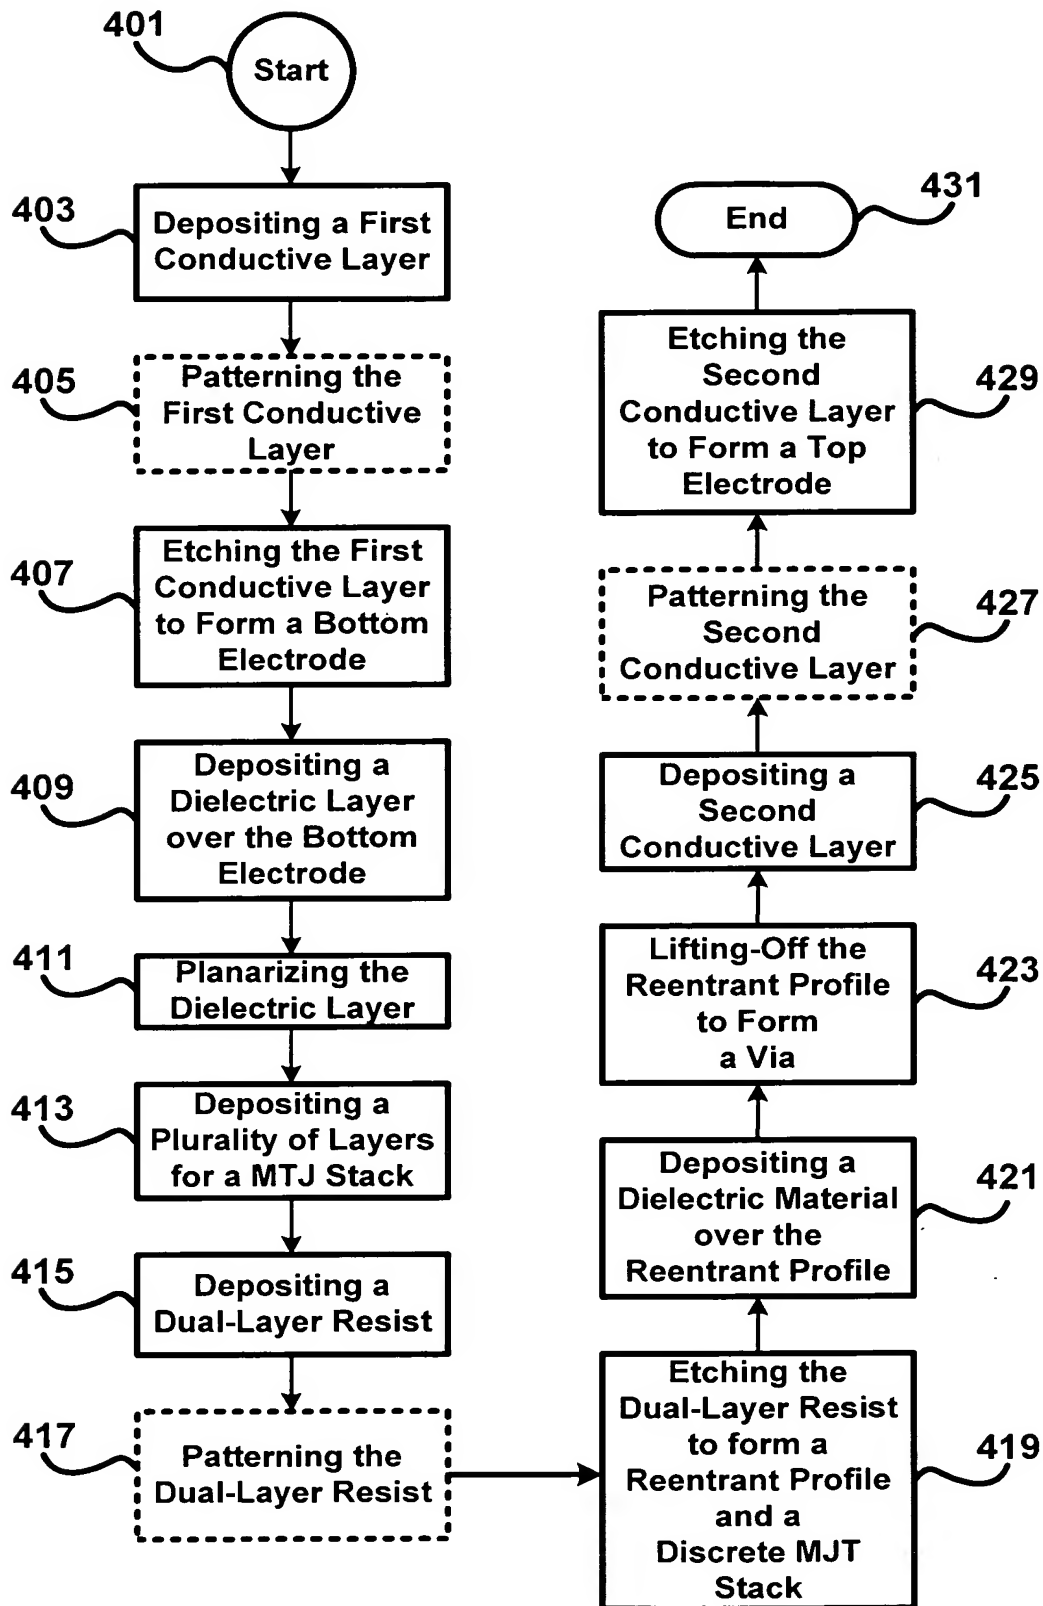 401
Start
403
Depositing a First
Conductive Layer
405
Patterning the
First Conductive
Layer
407
Etching the First
Conductive Layer
to Form a Bottom
Electrode
409
Depositing a
Dielectric Layer
over the Bottom
Electrode
411
Planarizing the
Dielectric Layer
413
Depositing a
Plurality of Layers
for a MTJ Stack
415
Depositing a
Dual-Layer Resist
417
Patterning the
Dual-Layer Resist
Etching the
Dual-Layer Resist
to form a
Reentrant Profile
and a
Discrete MJT
Stack
419
Depositing a
Dielectric Material
over the
Reentrant Profile
421
Lifting-Off the
Reentrant Profile
to Form
a Via
423
Depositing a
Second
Conductive Layer
425
Patterning the
Second
Conductive Layer
427
Etching the
Second
Conductive Layer
to Form a Top
Electrode
429
End
431